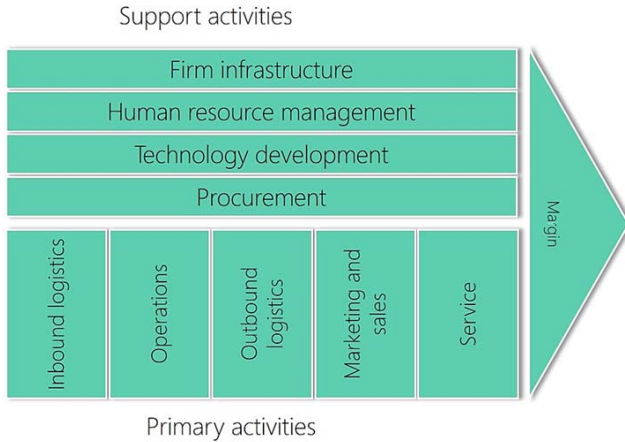 Support activities
Firm infrastructure
Human resource management
Technology development
Procurement
Margin
Inbound logistics
Operations
Outbound
logistics
Marketing and
sales
Service
Primary activities